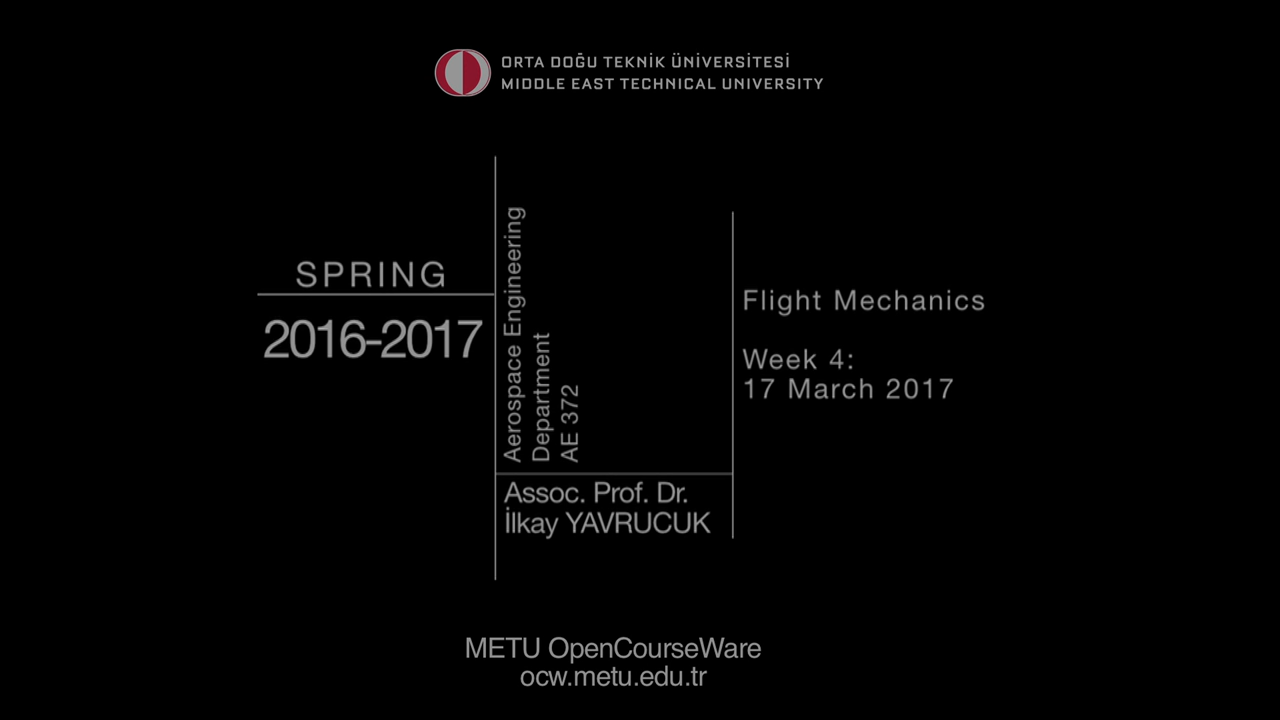 ORTA DOĞU TEKNİK ÜNİVERSİTESİ
MIDDLE EAST TECHNICAL UNIVERSITY
SPRING
2016-2017
Aerospace Engineering
Department
AE 372
Assoc. Prof. Dr.
İlkay YAVRUCUK
Flight Mechanics
Week 4:
17 March 2017
METU OpenCourseWare
ocw.metu.edu.tr